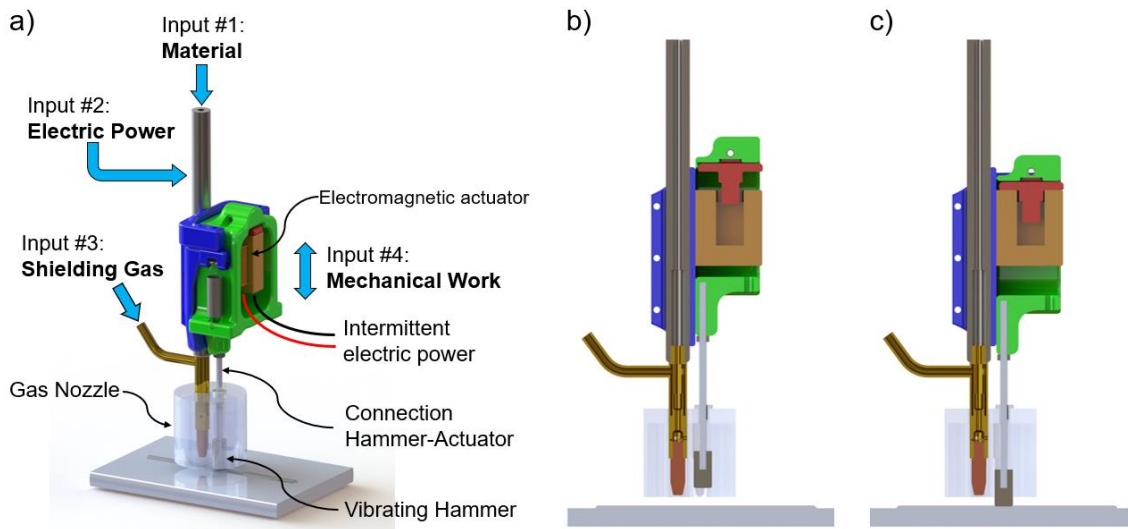 a)
Input #1:
Material
Input #2:
Electric Power
Electromagnetic actuator
Input #3:
Shielding Gas
Input #4:
Mechanical Work
Intermittent
electric power
Gas Nozzle
Connection
Hammer-Actuator
Vibrating Hammer
b)
c)